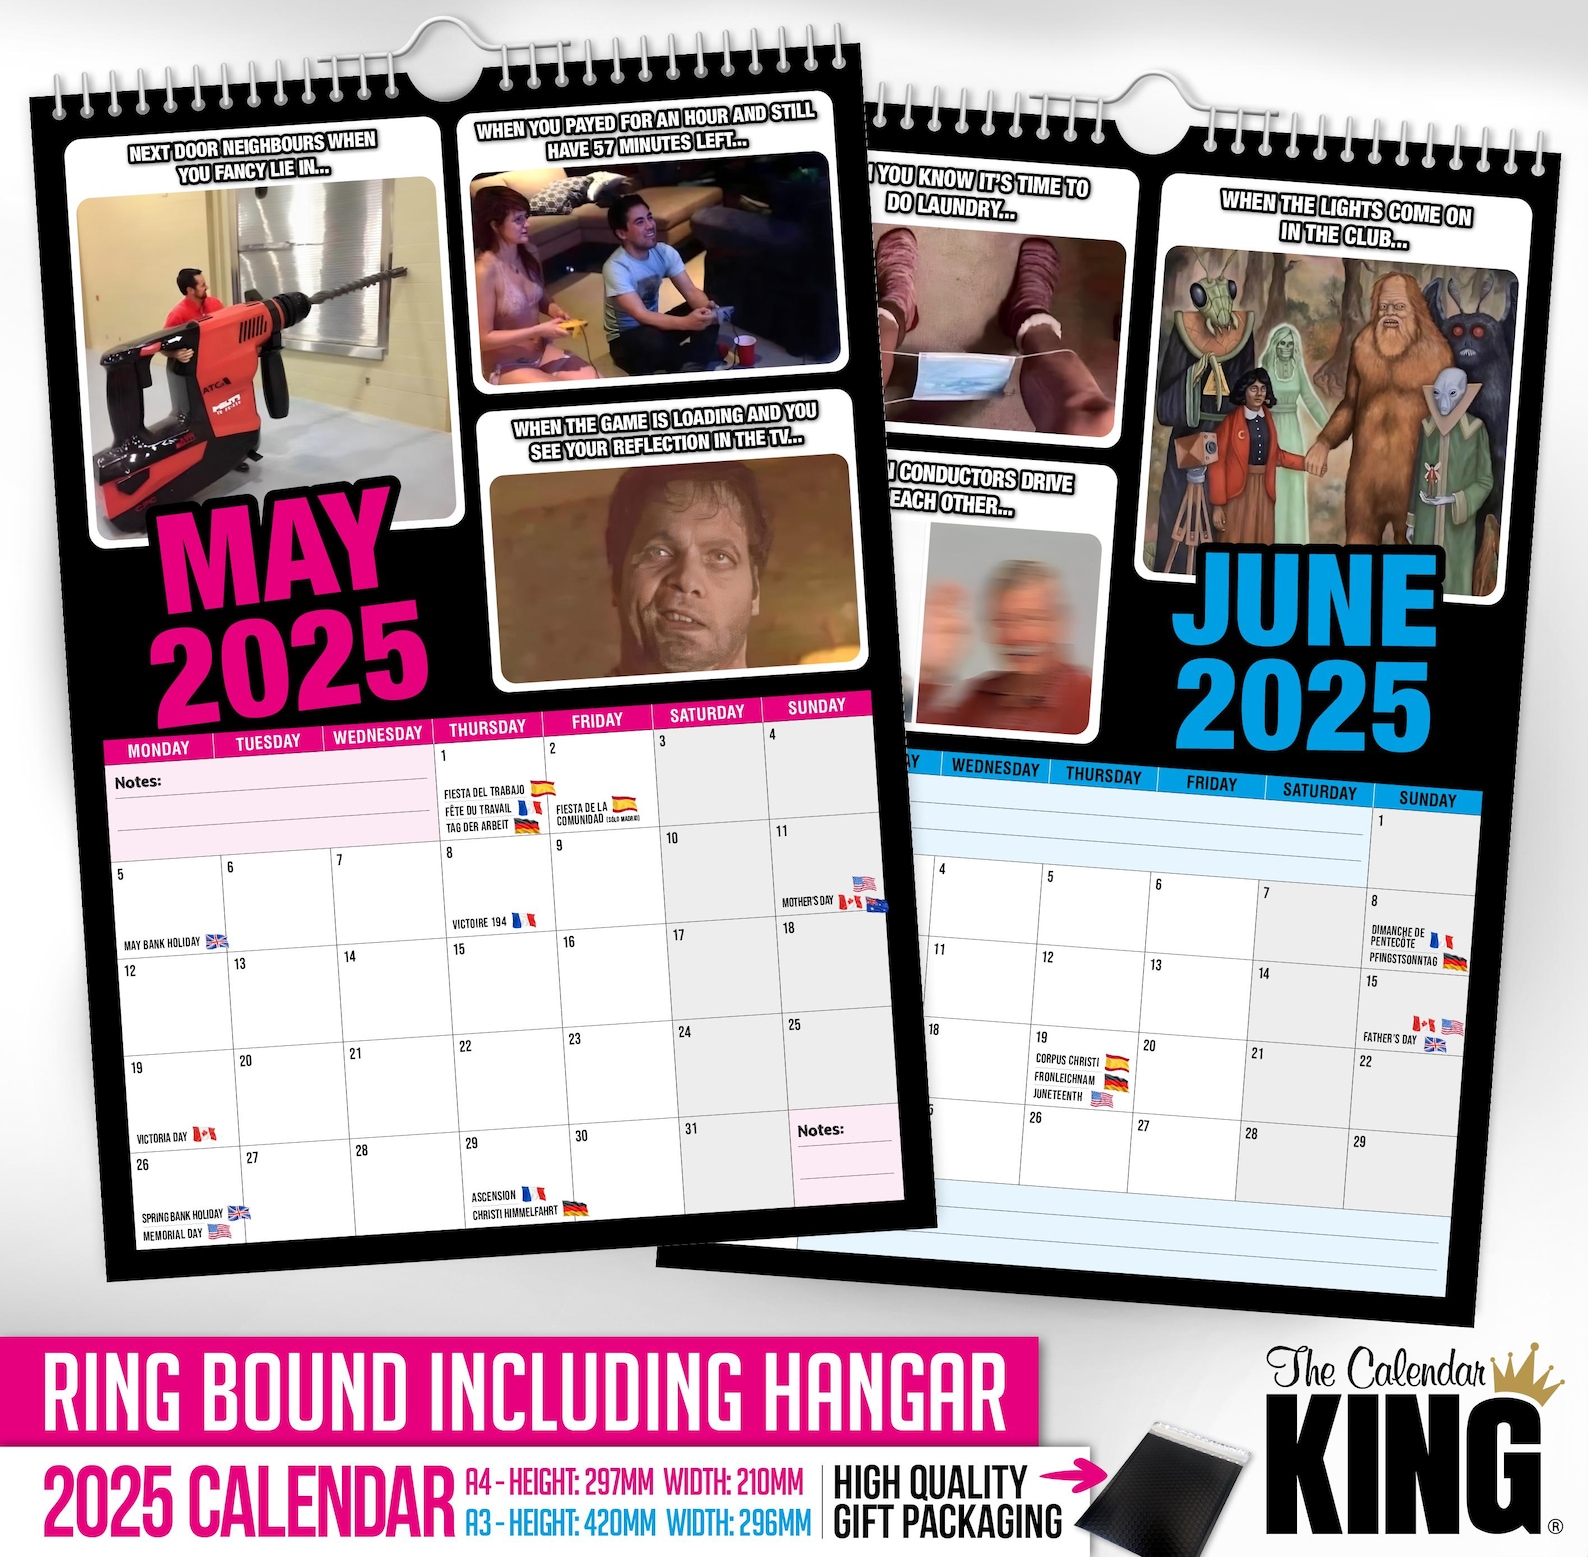 NEXT DOOR NEIGHBOURS WHEN
YOU FANCY LIE IN...
WHEN YOU PAYED FOR AN HOUR AND STILL
HAVE 57 MINUTES LEFT...
WHEN THE GAME IS LOADING AND YOU
SEE YOUR REFLECTION IN THE TV...
MAY
2025
MONDAY TUESDAY WEDNESDAY THURSDAY FRIDAY SATURDAY SUNDAY
Notes:
1
FIESTA DEL TRABAJO
FÊTE DU TRAVAIL
TAG DER ARBEIT
2
FIESTA DE LA
COMUNIDAD (SÓLO MADRID)
3
4
5
MAY BANK HOLIDAY
6
7
8
VICTOIRE 194
9
10
11
MOTHER'S DAY
12
13
14
15
16
17
18
19
VICTORIA DAY
20
21
22
23
24
25
26
SPRING BANK HOLIDAY
MEMORIAL DAY
27
28
29
ASCENSION
CHRISTI HIMMELFAHRT
30
31
Notes:
YOU KNOW IT'S TIME TO
DO LAUNDRY...
WHEN THE LIGHTS COME ON
IN THE CLUB...
CONDUCTORS DRIVE
EACH OTHER...
JUNE
2025
AY WEDNESDAY THURSDAY FRIDAY SATURDAY SUNDAY
1
4
5
6
7
8
DIMANCHE DE
PENTECÔTE
PFINGSTSONNTAG
11
12
13
14
15
FATHER'S DAY
18
19
CORPUS CHRISTI
FRONLEICHNAM
JUNETEENTH
20
21
22
26
27
28
29
RING BOUND INCLUDING HANGAR
2025 CALENDAR
A4 - HEIGHT: 297MM WIDTH: 210MM
A3 - HEIGHT: 420MM WIDTH: 296MM
HIGH QUALITY
GIFT PACKAGING
The Calendar
KING
®